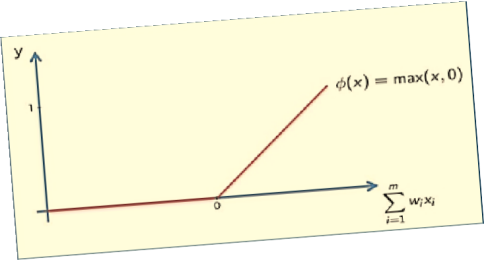 y
ϕ(x) = max(x, 0)
1
0
m
∑ wᵢxᵢ
i=1